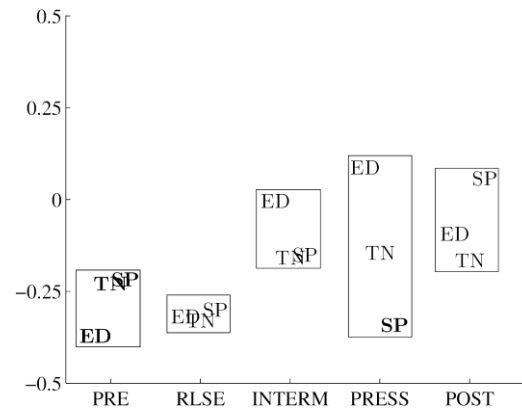 0.5
0.25
0
−0.25
−0.5
ED TN SP
ED TN SP
ED TN SP
ED TN SP
ED TN SP
PRE RLSE INTERM PRESS POST